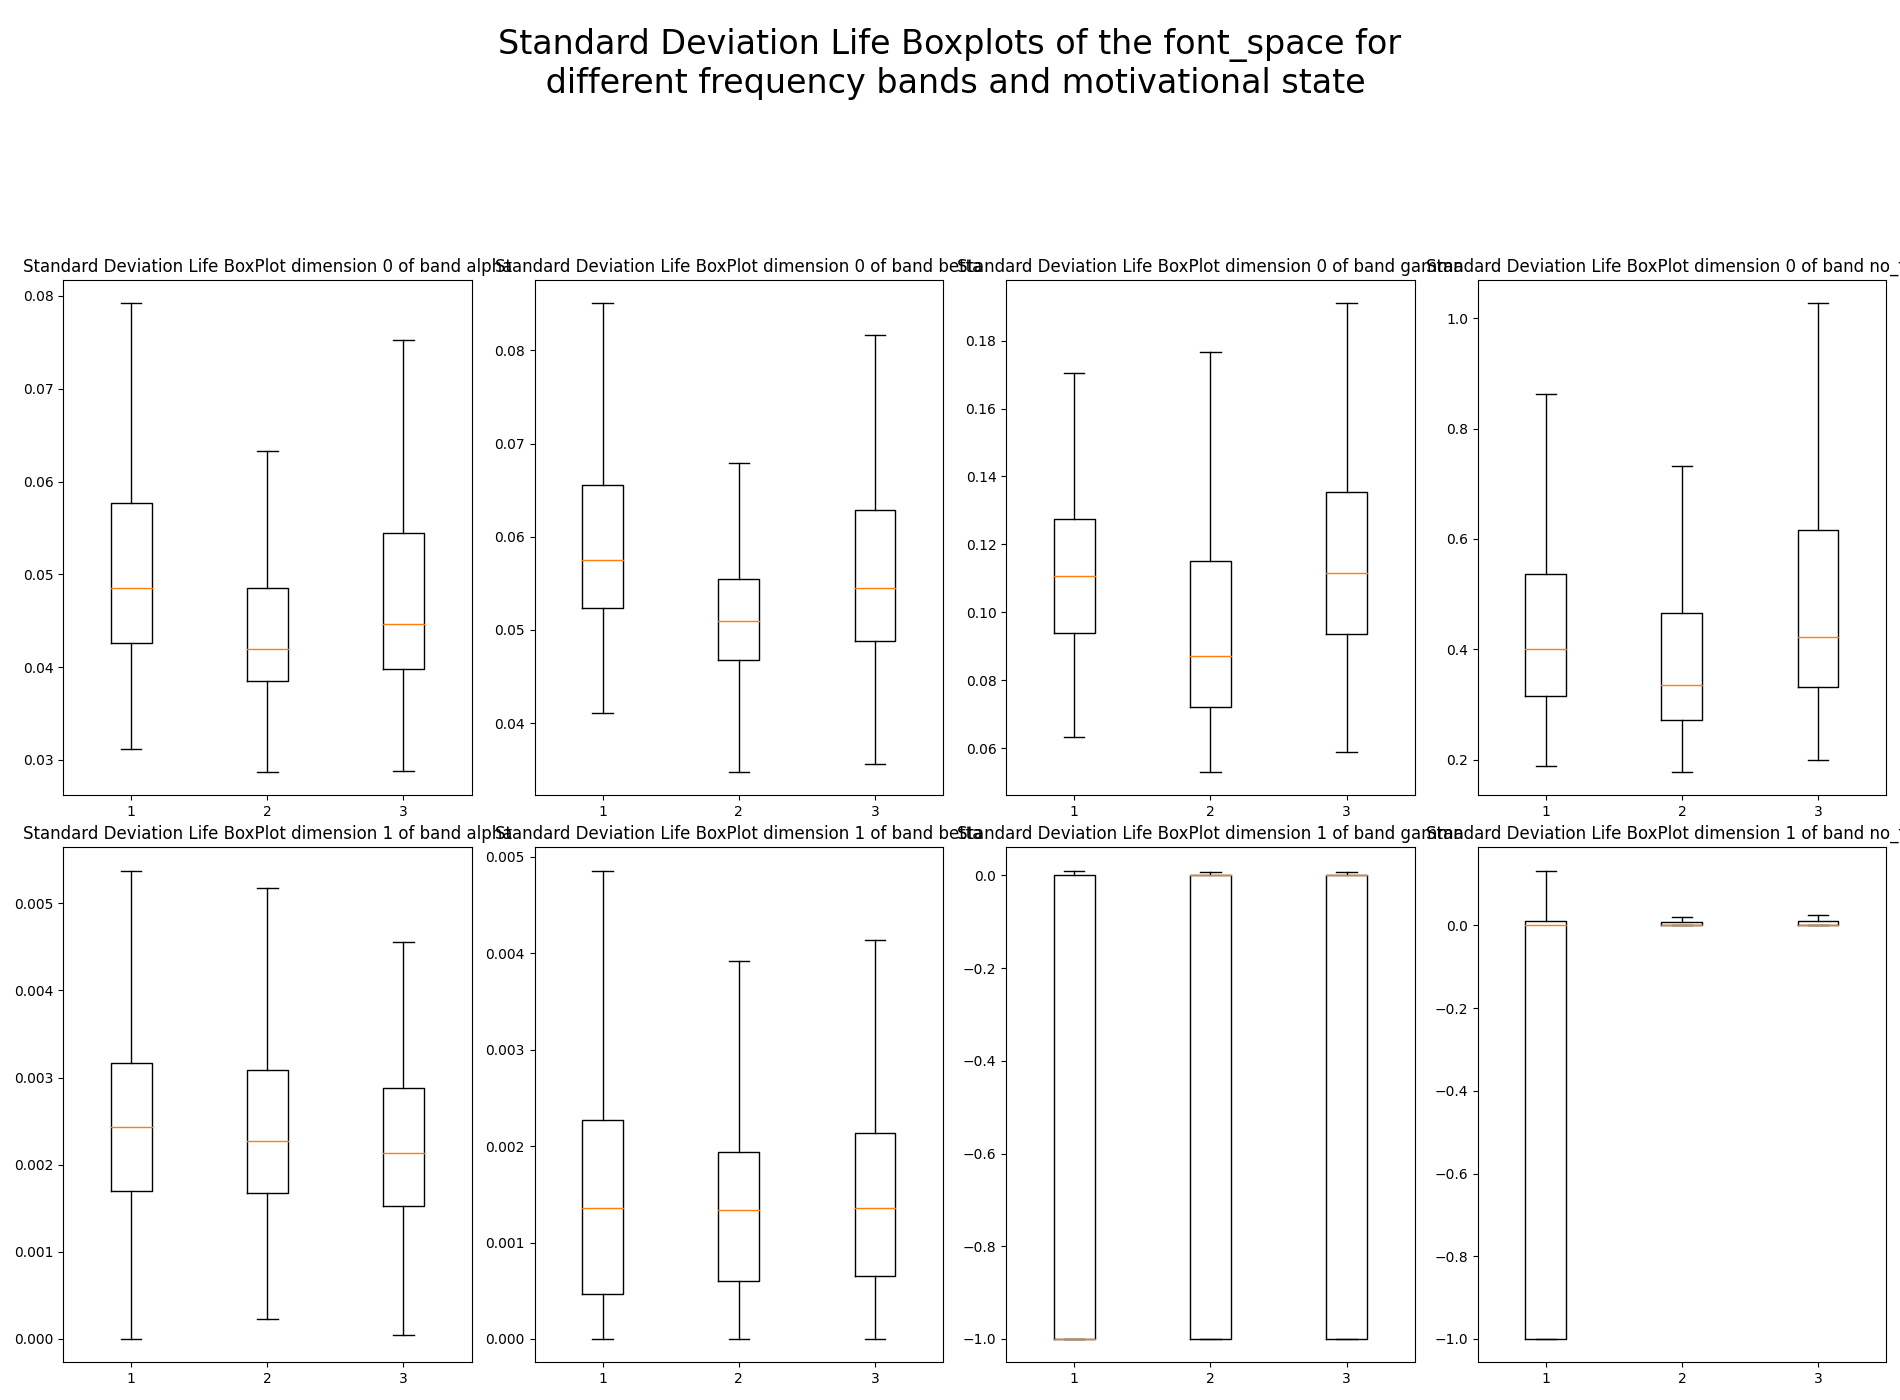 Standard Deviation Life Boxplots of the font_space for
different frequency bands and motivational state
Standard Deviation Life BoxPlot dimension 0 of band alpha
0.08
0.07
0.06
0.05
0.04
0.03
1 2 3
Standard Deviation Life BoxPlot dimension 0 of band beta
0.08
0.07
0.06
0.05
0.04
1 2 3
Standard Deviation Life BoxPlot dimension 0 of band gamma
0.18
0.16
0.14
0.12
0.10
0.08
0.06
1 2 3
Standard Deviation Life BoxPlot dimension 0 of band
1.0
0.8
0.6
0.4
0.2
1 2 3
Standard Deviation Life BoxPlot dimension 1 of band alpha
0.005
0.004
0.003
0.002
0.001
0.000
1 2 3
Standard Deviation Life BoxPlot dimension 1 of band beta
0.005
0.004
0.003
0.002
0.001
0.000
1 2 3
Standard Deviation Life BoxPlot dimension 1 of band gamma
0.0
−0.2
−0.4
−0.6
−0.8
−1.0
1 2 3
Standard Deviation Life BoxPlot dimension 1 of band
0.0
−0.2
−0.4
−0.6
−0.8
−1.0
1 2 3